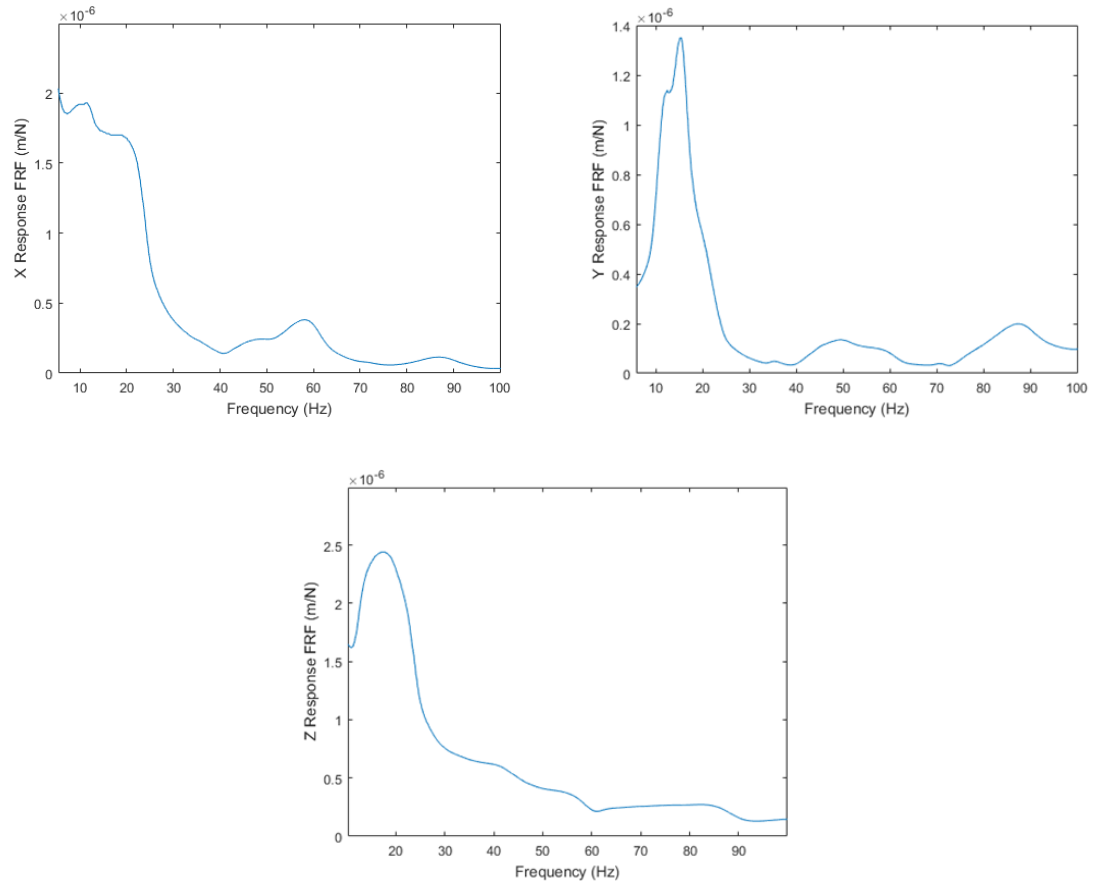 ×10⁻⁶
2
1.5
1
0.5
0
10 20 30 40 50 60 70 80 90 100
X Response FRF (m/N)
Frequency (Hz)
×10⁻⁶
1.4
1.2
1
0.8
0.6
0.4
0.2
0
10 20 30 40 50 60 70 80 90 100
Y Response FRF (m/N)
Frequency (Hz)
×10⁻⁶
2.5
2
1.5
1
0.5
0
20 30 40 50 60 70 80 90
Z Response FRF (m/N)
Frequency (Hz)